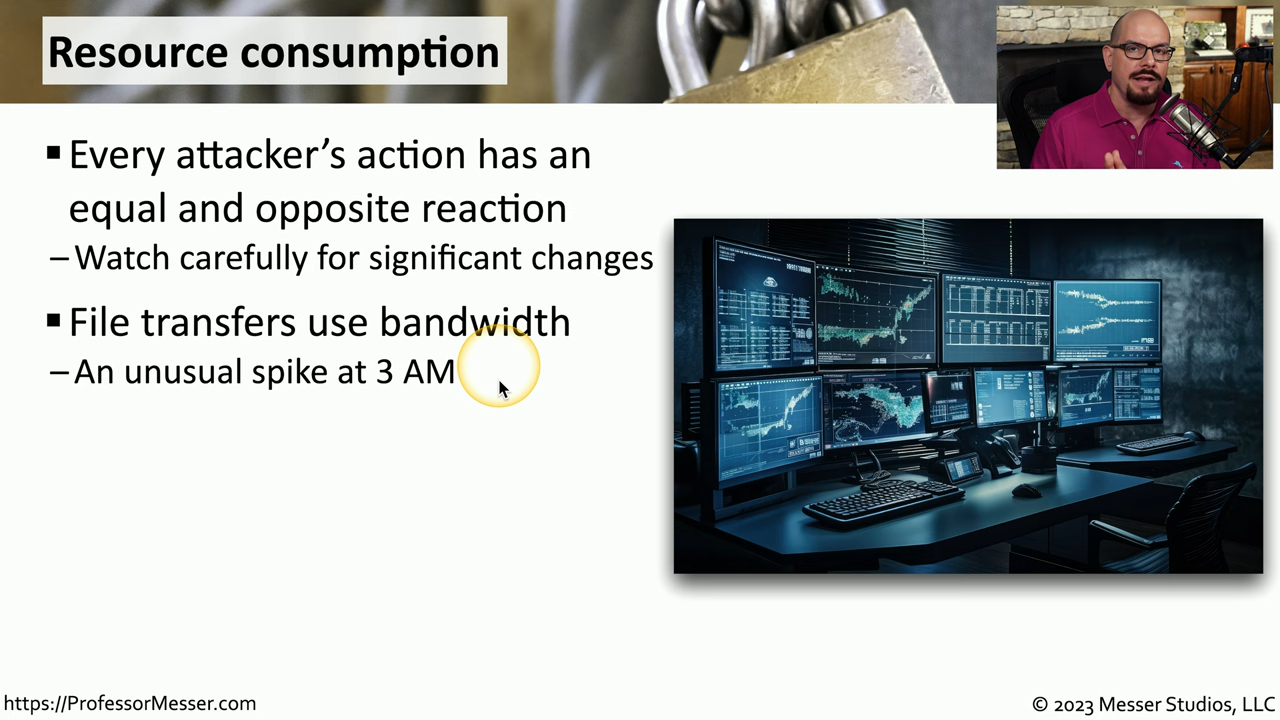 Resource consumption
▪ Every attacker's action has an
equal and opposite reaction
– Watch carefully for significant changes
▪ File transfers use bandwidth
– An unusual spike at 3 AM
https://ProfessorMesser.com
© 2023 Messer Studios, LLC